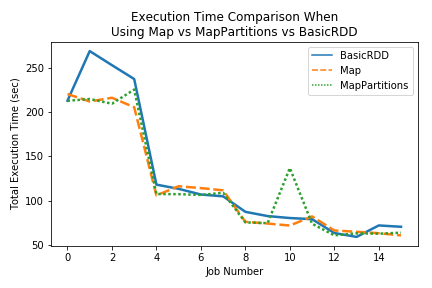 Execution Time Comparison When
Using Map vs MapPartitions vs BasicRDD
BasicRDD
Map
MapPartitions
Total Execution Time (sec)
250
200
150
100
50
0 2 4 6 8 10 12 14
Job Number